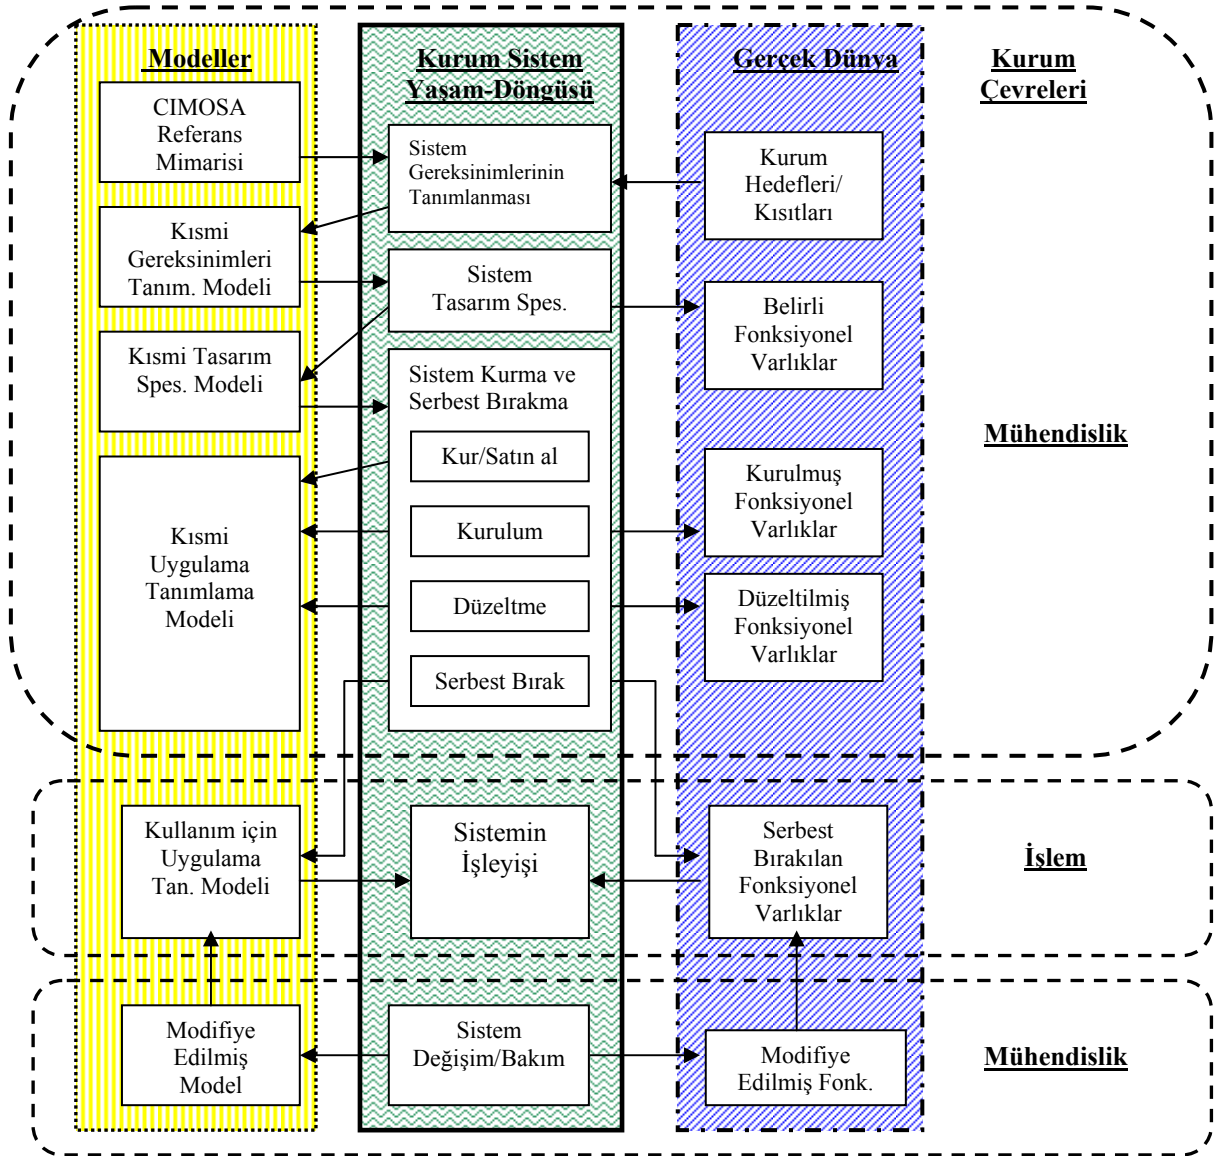 Modeller
CIMOSA
Referans
Mimarisi
Kısmi
Gereksinimleri
Tanım. Modeli
Kısmi Tasarım
Spes. Modeli
Kısmi
Uygulama
Tanımlama
Modeli
Kullanım için
Uygulama
Tan. Modeli
Modifiye
Edilmiş
Model
Kurum Sistem
Yaşam-Döngüsü
Sistem
Gereksinimlerinin
Tanımlanması
Sistem
Tasarım Spes.
Sistem Kurma ve
Serbest Bırakma
Kur/Satın al
Kurulum
Düzeltme
Serbest Bırak
Sistemin
İşleyişi
Sistem
Değişim/Bakım
Gerçek Dünya
Kurum
Hedefleri/
Kısıtları
Belirli
Fonksiyonel
Varlıklar
Kurulmuş
Fonksiyonel
Varlıklar
Düzeltilmiş
Fonksiyonel
Varlıklar
Serbest
Bırakılan
Fonksiyonel
Varlıklar
Modifiye
Edilmiş Fonk.
Kurum
Çevreleri
Mühendislik
İşlem
Mühendislik